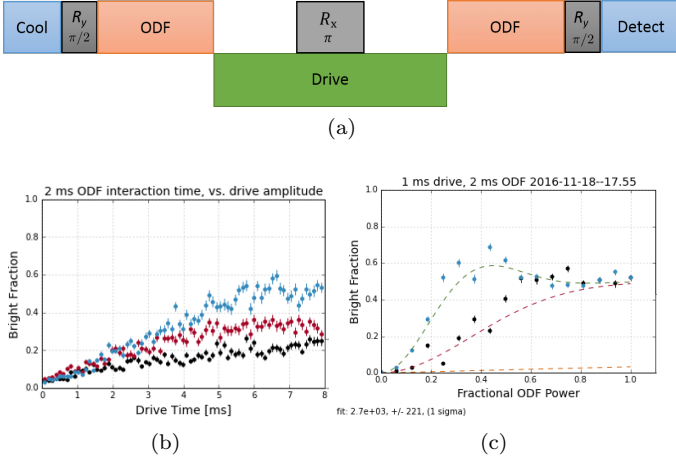 Cool
R_y
π/2
ODF
R_x
π
ODF
R_y
π/2
Detect
Drive
(a)
2 ms ODF interaction time, vs. drive amplitude
1.0
0.8
0.6
0.4
0.2
0.0
Bright Fraction
0 1 2 3 4 5 6 7 8
Drive Time [ms]
(b)
1 ms drive, 2 ms ODF 2016-11-18--17.55
1.0
0.8
0.6
0.4
0.2
0.0
Bright Fraction
0.0 0.2 0.4 0.6 0.8 1.0
Fractional ODF Power
fit: 2.7e+03, +/- 221, (1 sigma)
(c)